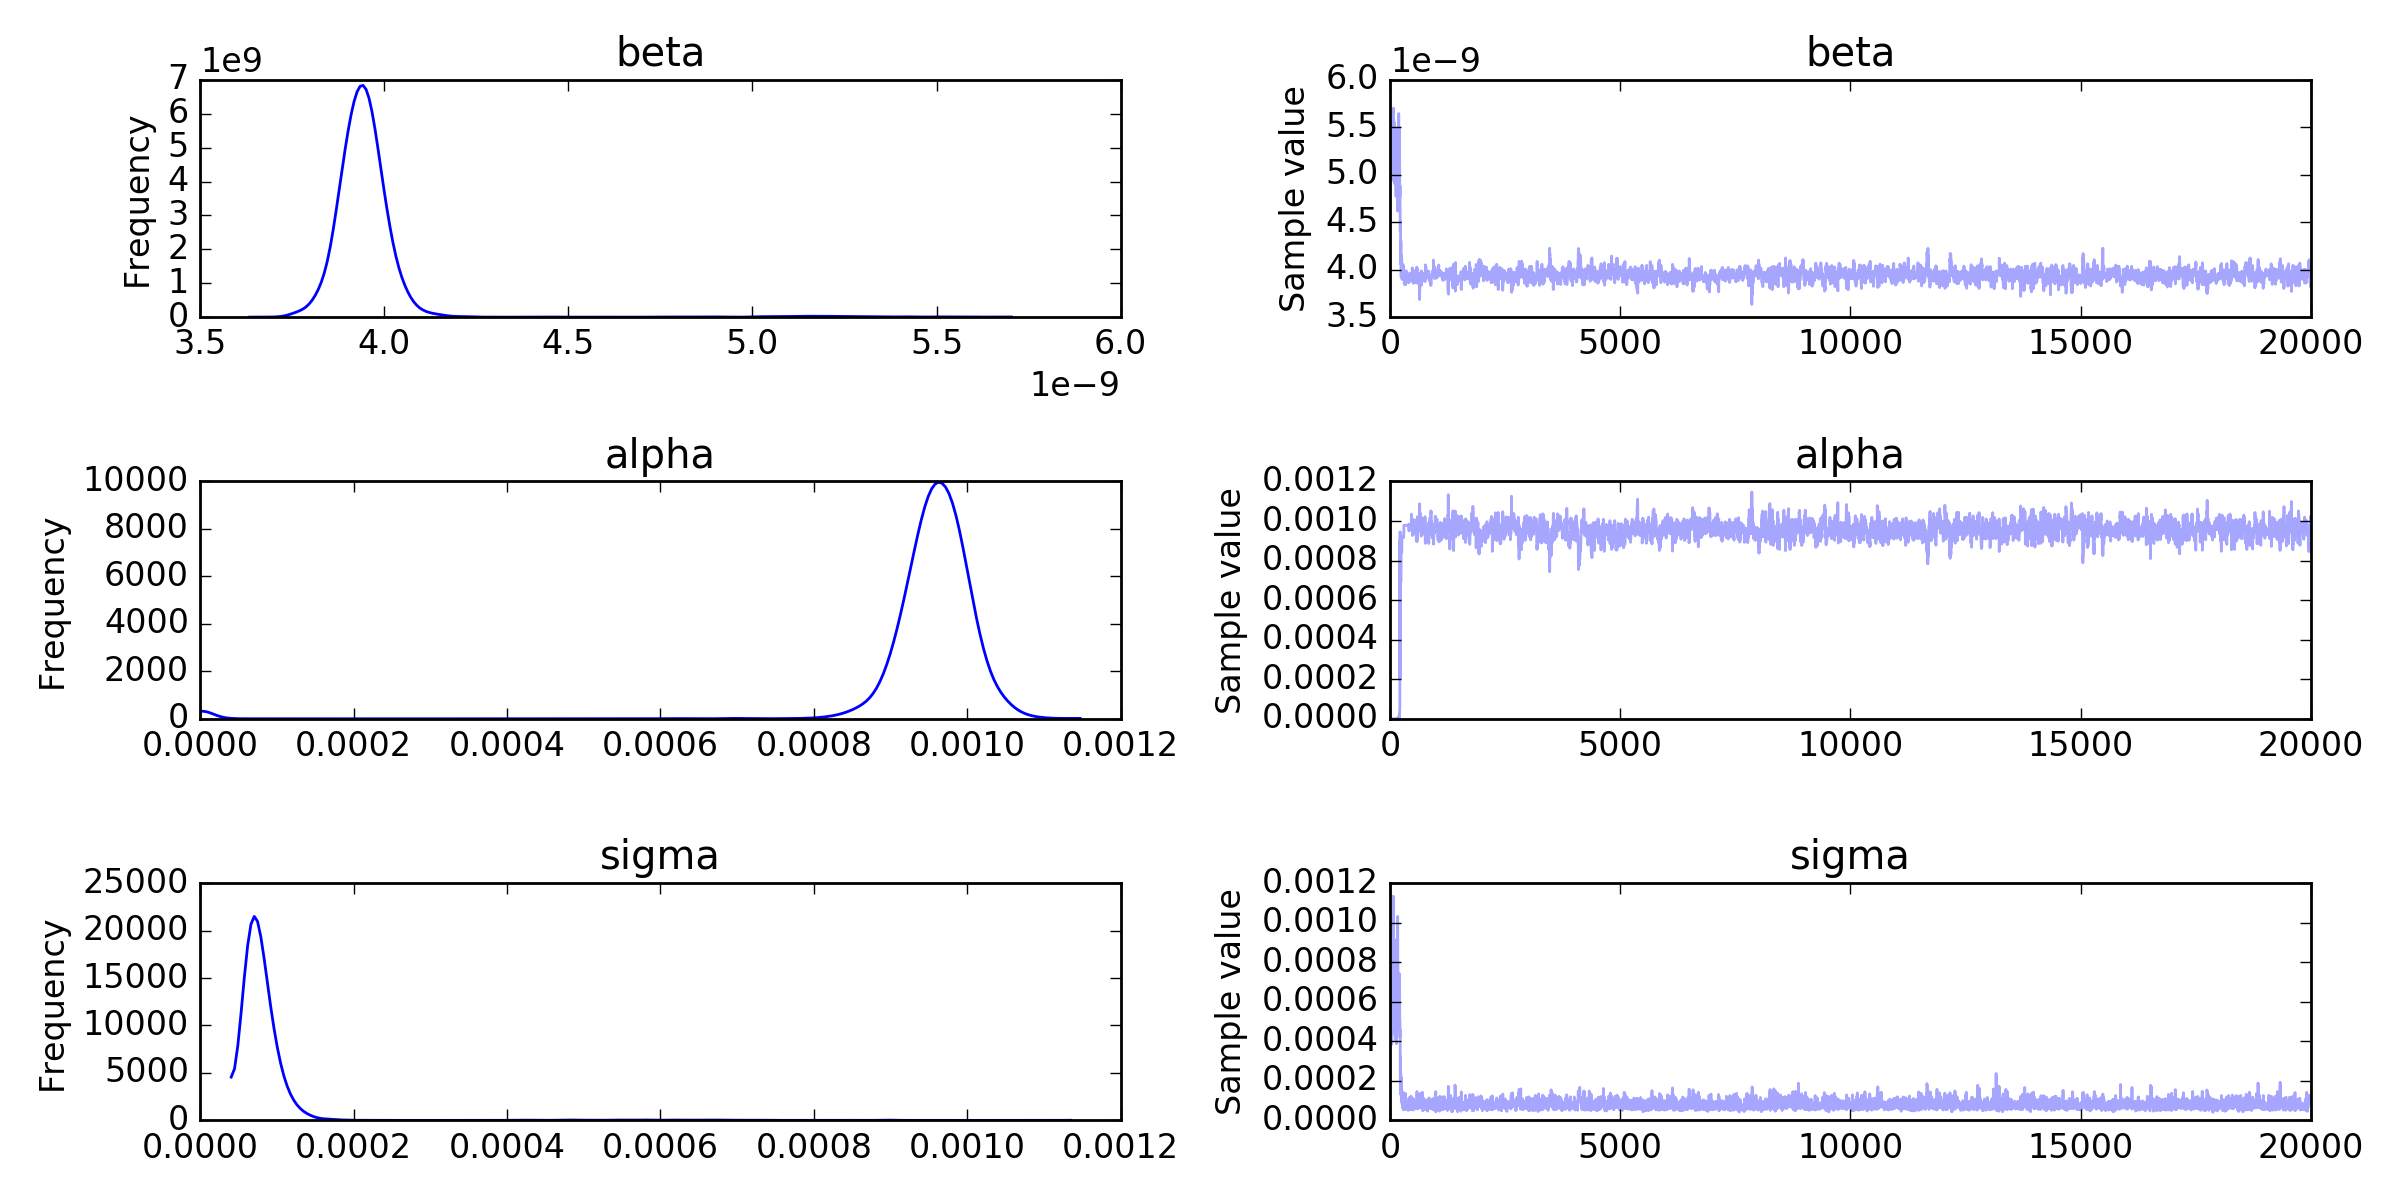 beta
1e9
7
6
5
4
3
2
1
0
Frequency
3.5 4.0 4.5 5.0 5.5 6.0
1e−9
beta
1e−9
6.0
5.5
5.0
4.5
4.0
3.5
Sample value
0 5000 10000 15000 20000
alpha
10000
8000
6000
4000
2000
0
Frequency
0.0000 0.0002 0.0004 0.0006 0.0008 0.0010 0.0012
alpha
0.0012
0.0010
0.0008
0.0006
0.0004
0.0002
0.0000
Sample value
0 5000 10000 15000 20000
sigma
25000
20000
15000
10000
5000
0
Frequency
0.0000 0.0002 0.0004 0.0006 0.0008 0.0010 0.0012
sigma
0.0012
0.0010
0.0008
0.0006
0.0004
0.0002
0.0000
Sample value
0 5000 10000 15000 20000